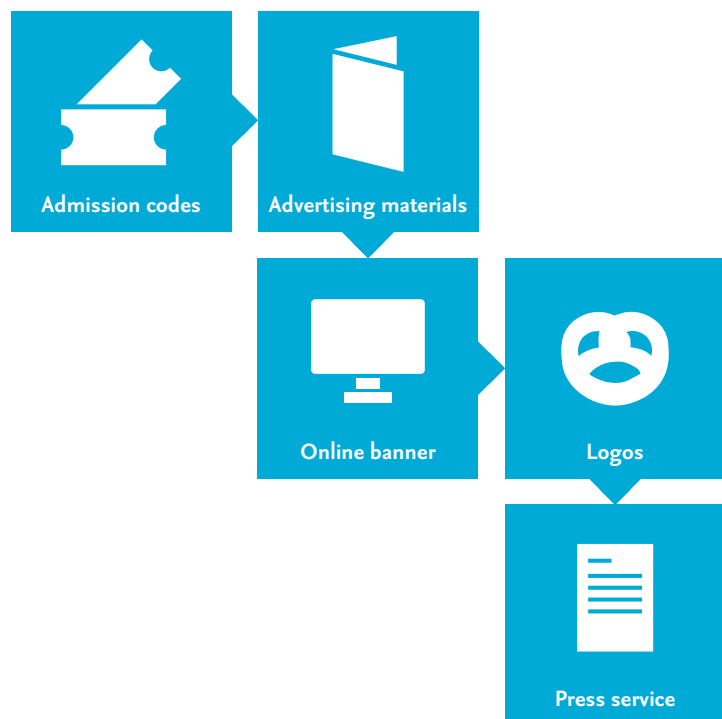 Admission codes
Advertising materials
Online banner
Logos
Press service